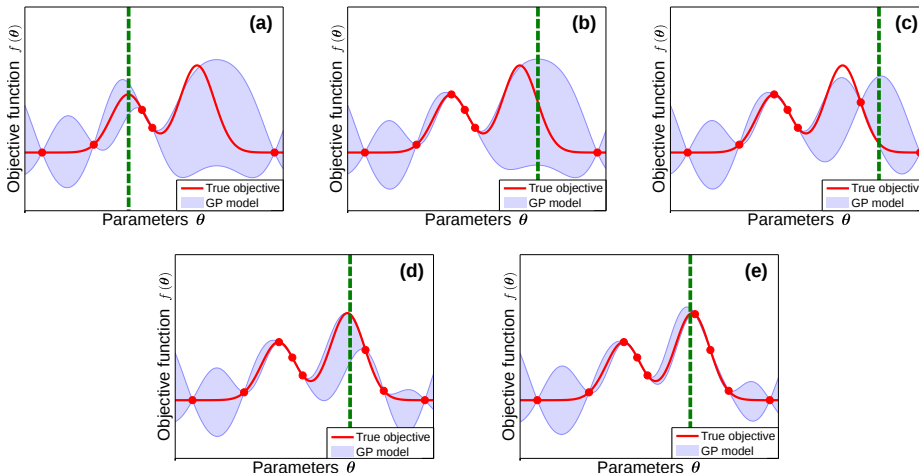 (a)
Objective function f(θ)
True objective
GP model
Parameters θ
(b)
Objective function f(θ)
True objective
GP model
Parameters θ
(c)
Objective function f(θ)
True objective
GP model
Parameters θ
(d)
Objective function f(θ)
True objective
GP model
Parameters θ
(e)
Objective function f(θ)
True objective
GP model
Parameters θ